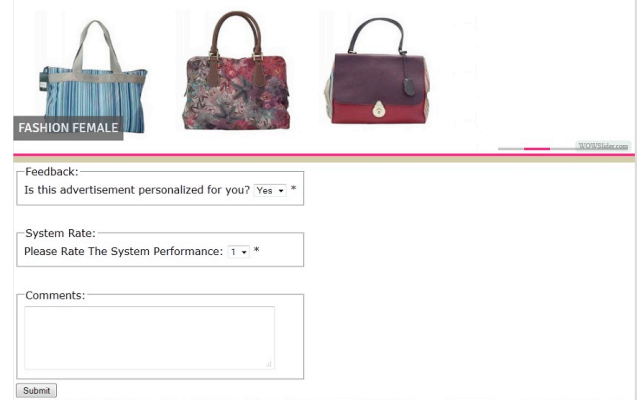 FASHION FEMALE
WOWSlider.com
Feedback:
Is this advertisement personalized for you? Yes *
System Rate:
Please Rate The System Performance: 1 *
Comments:
Submit